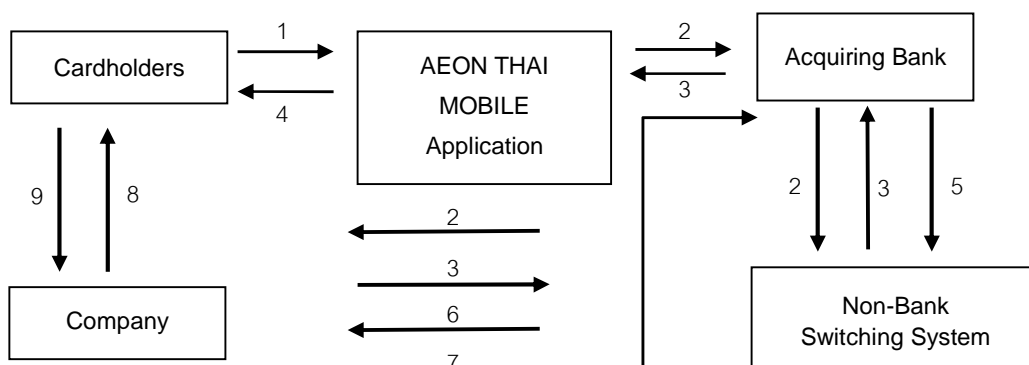 1
2
Cardholders
AEON THAI
MOBILE
Application
Acquiring Bank
4
3
9
8
2
3
5
2
3
Company
6
Non-Bank
Switching System
7